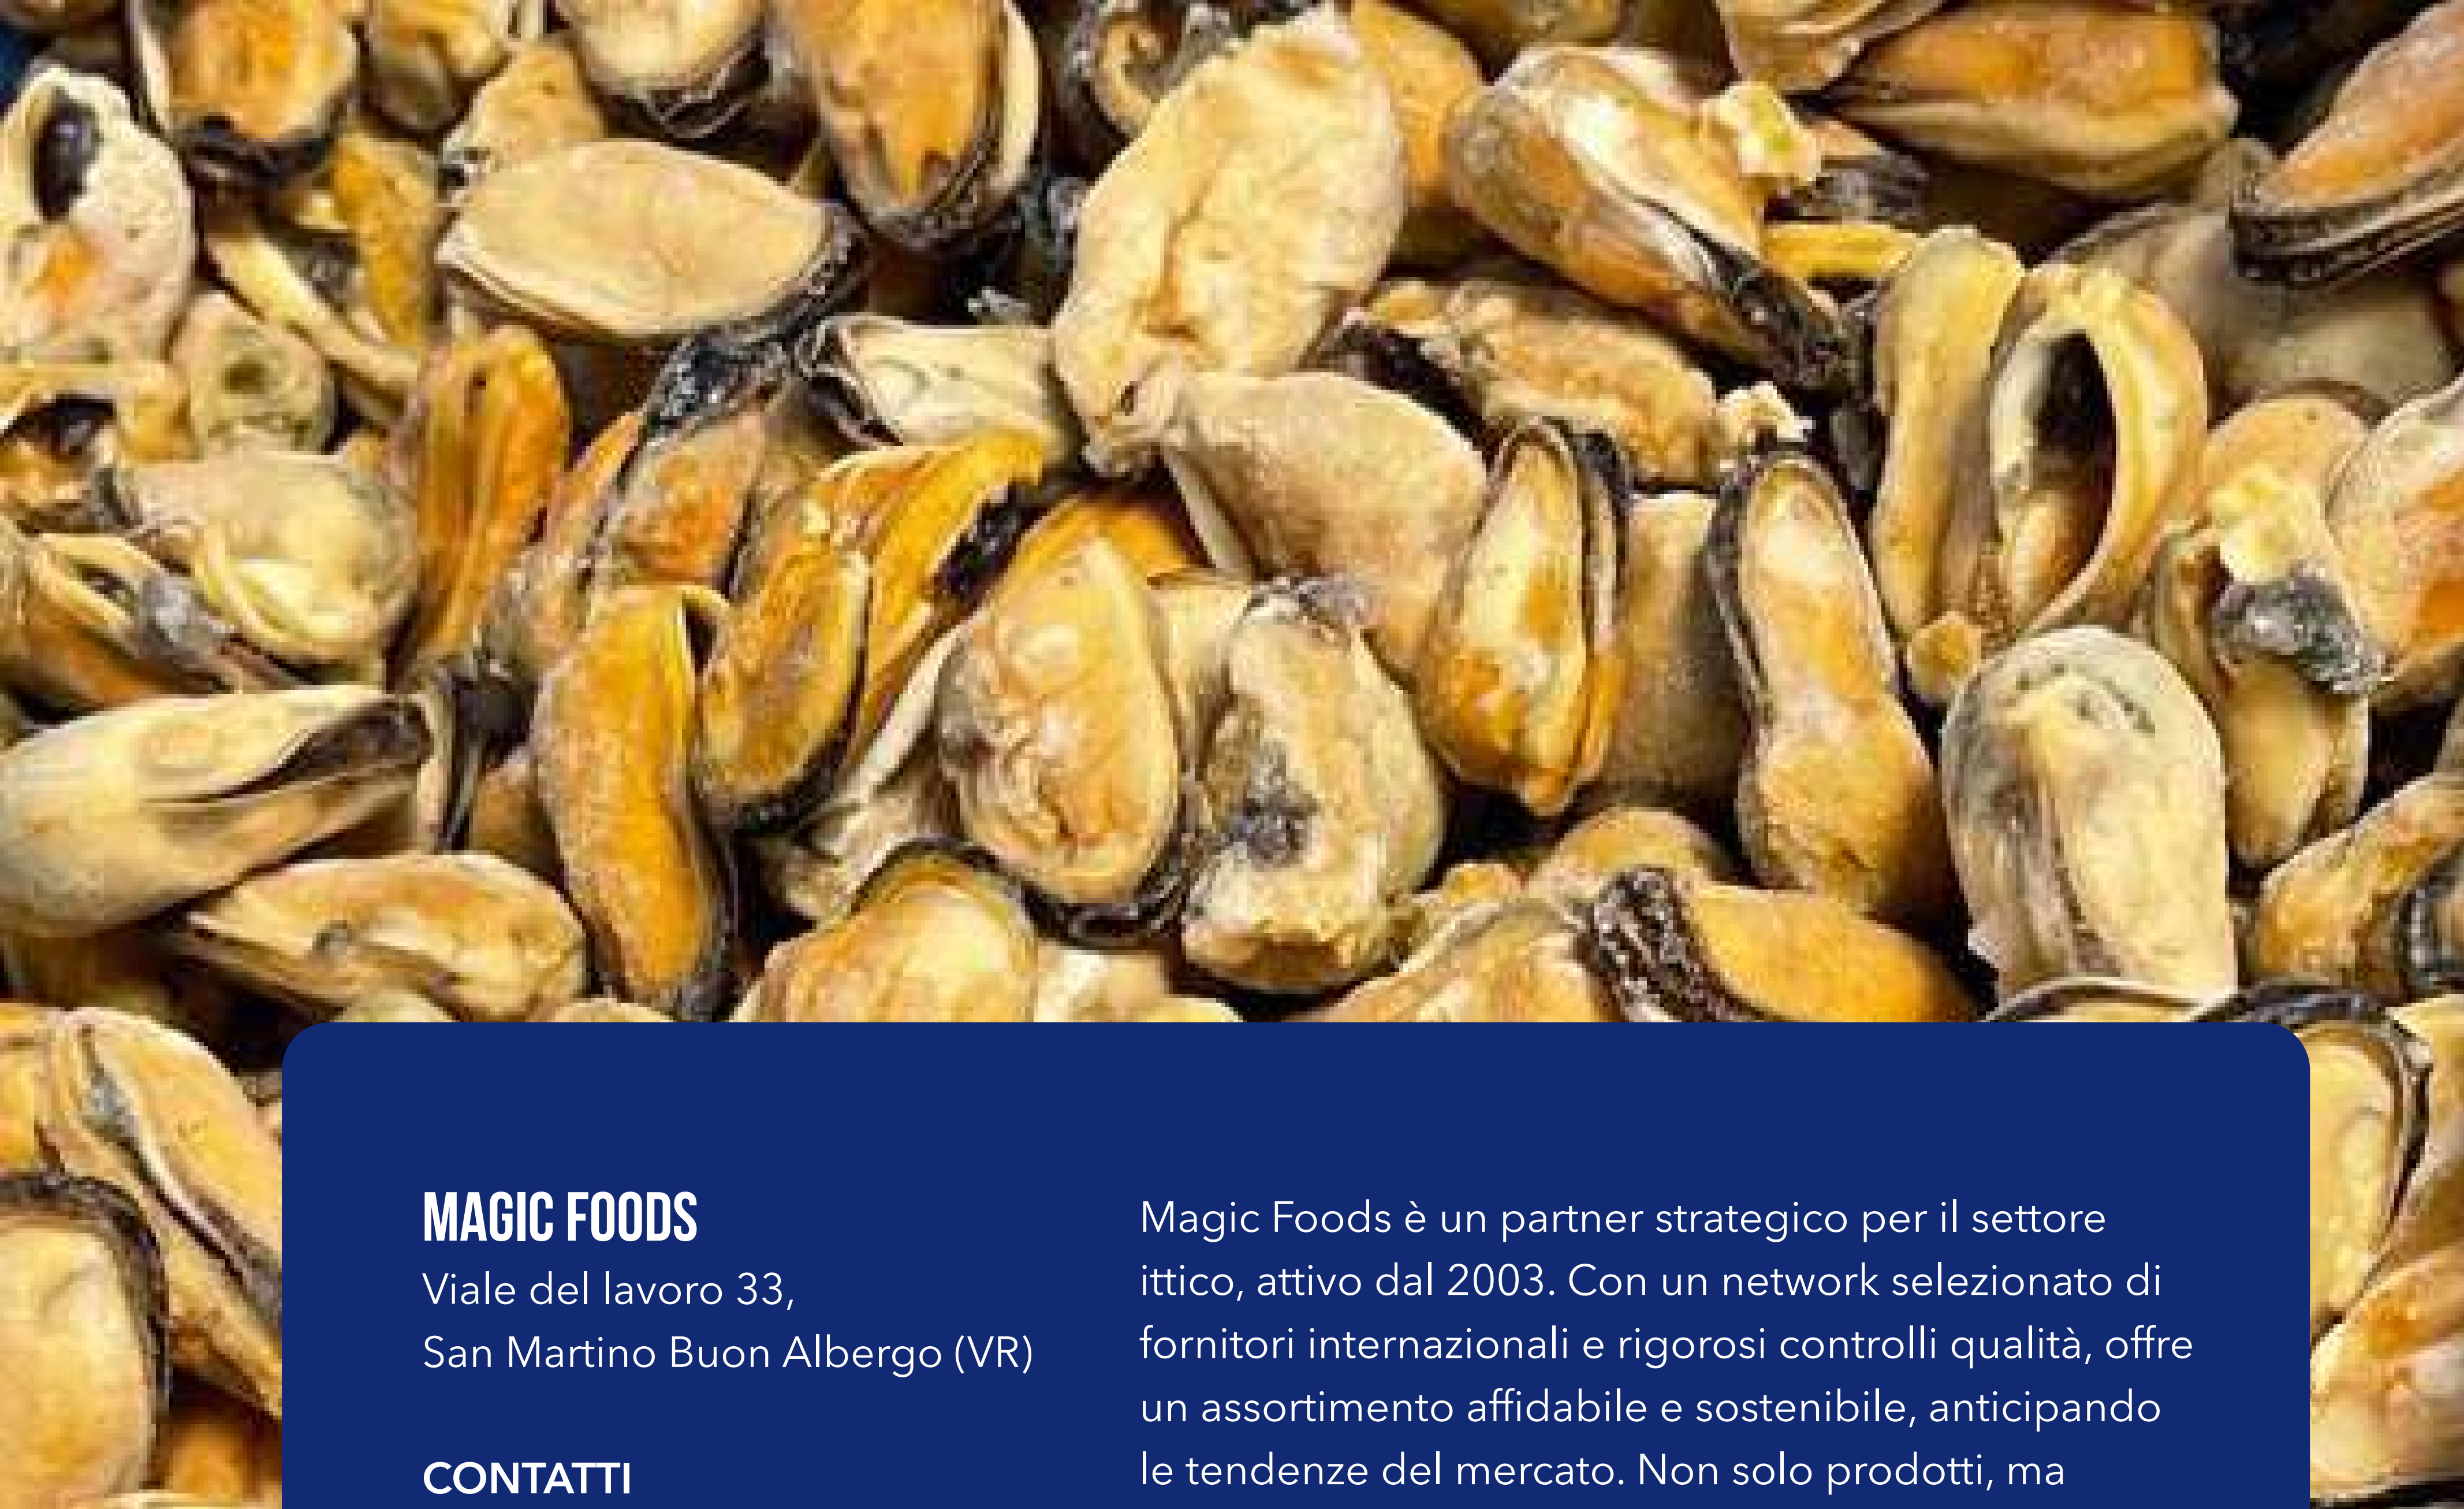 MAGIC FOODS
Viale del lavoro 33,
San Martino Buon Albergo (VR)
CONTATTI
Magic Foods è un partner strategico per il settore
ittico, attivo dal 2003. Con un network selezionato di
fornitori internazionali e rigorosi controlli qualità, offre
un assortimento affidabile e sostenibile, anticipando
le tendenze del mercato. Non solo prodotti, ma